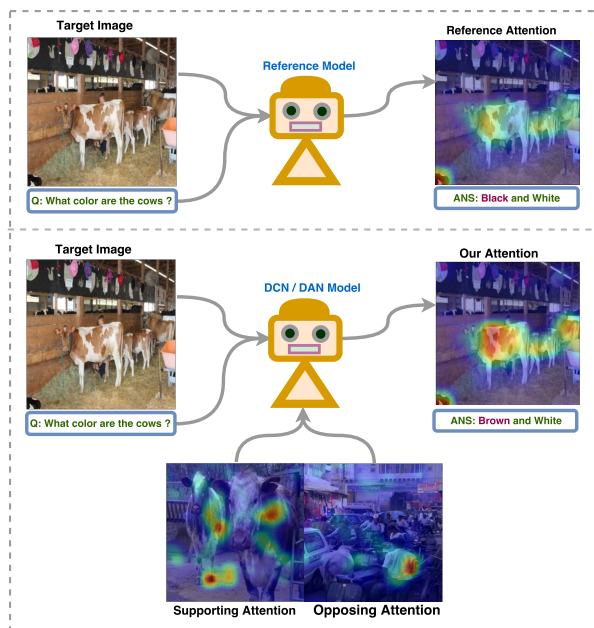 Target Image
Reference Attention
Reference Model
Q: What color are the cows ?
ANS: Black and White
Target Image
Our Attention
DCN / DAN Model
Q: What color are the cows ?
ANS: Brown and White
Supporting Attention
Opposing Attention